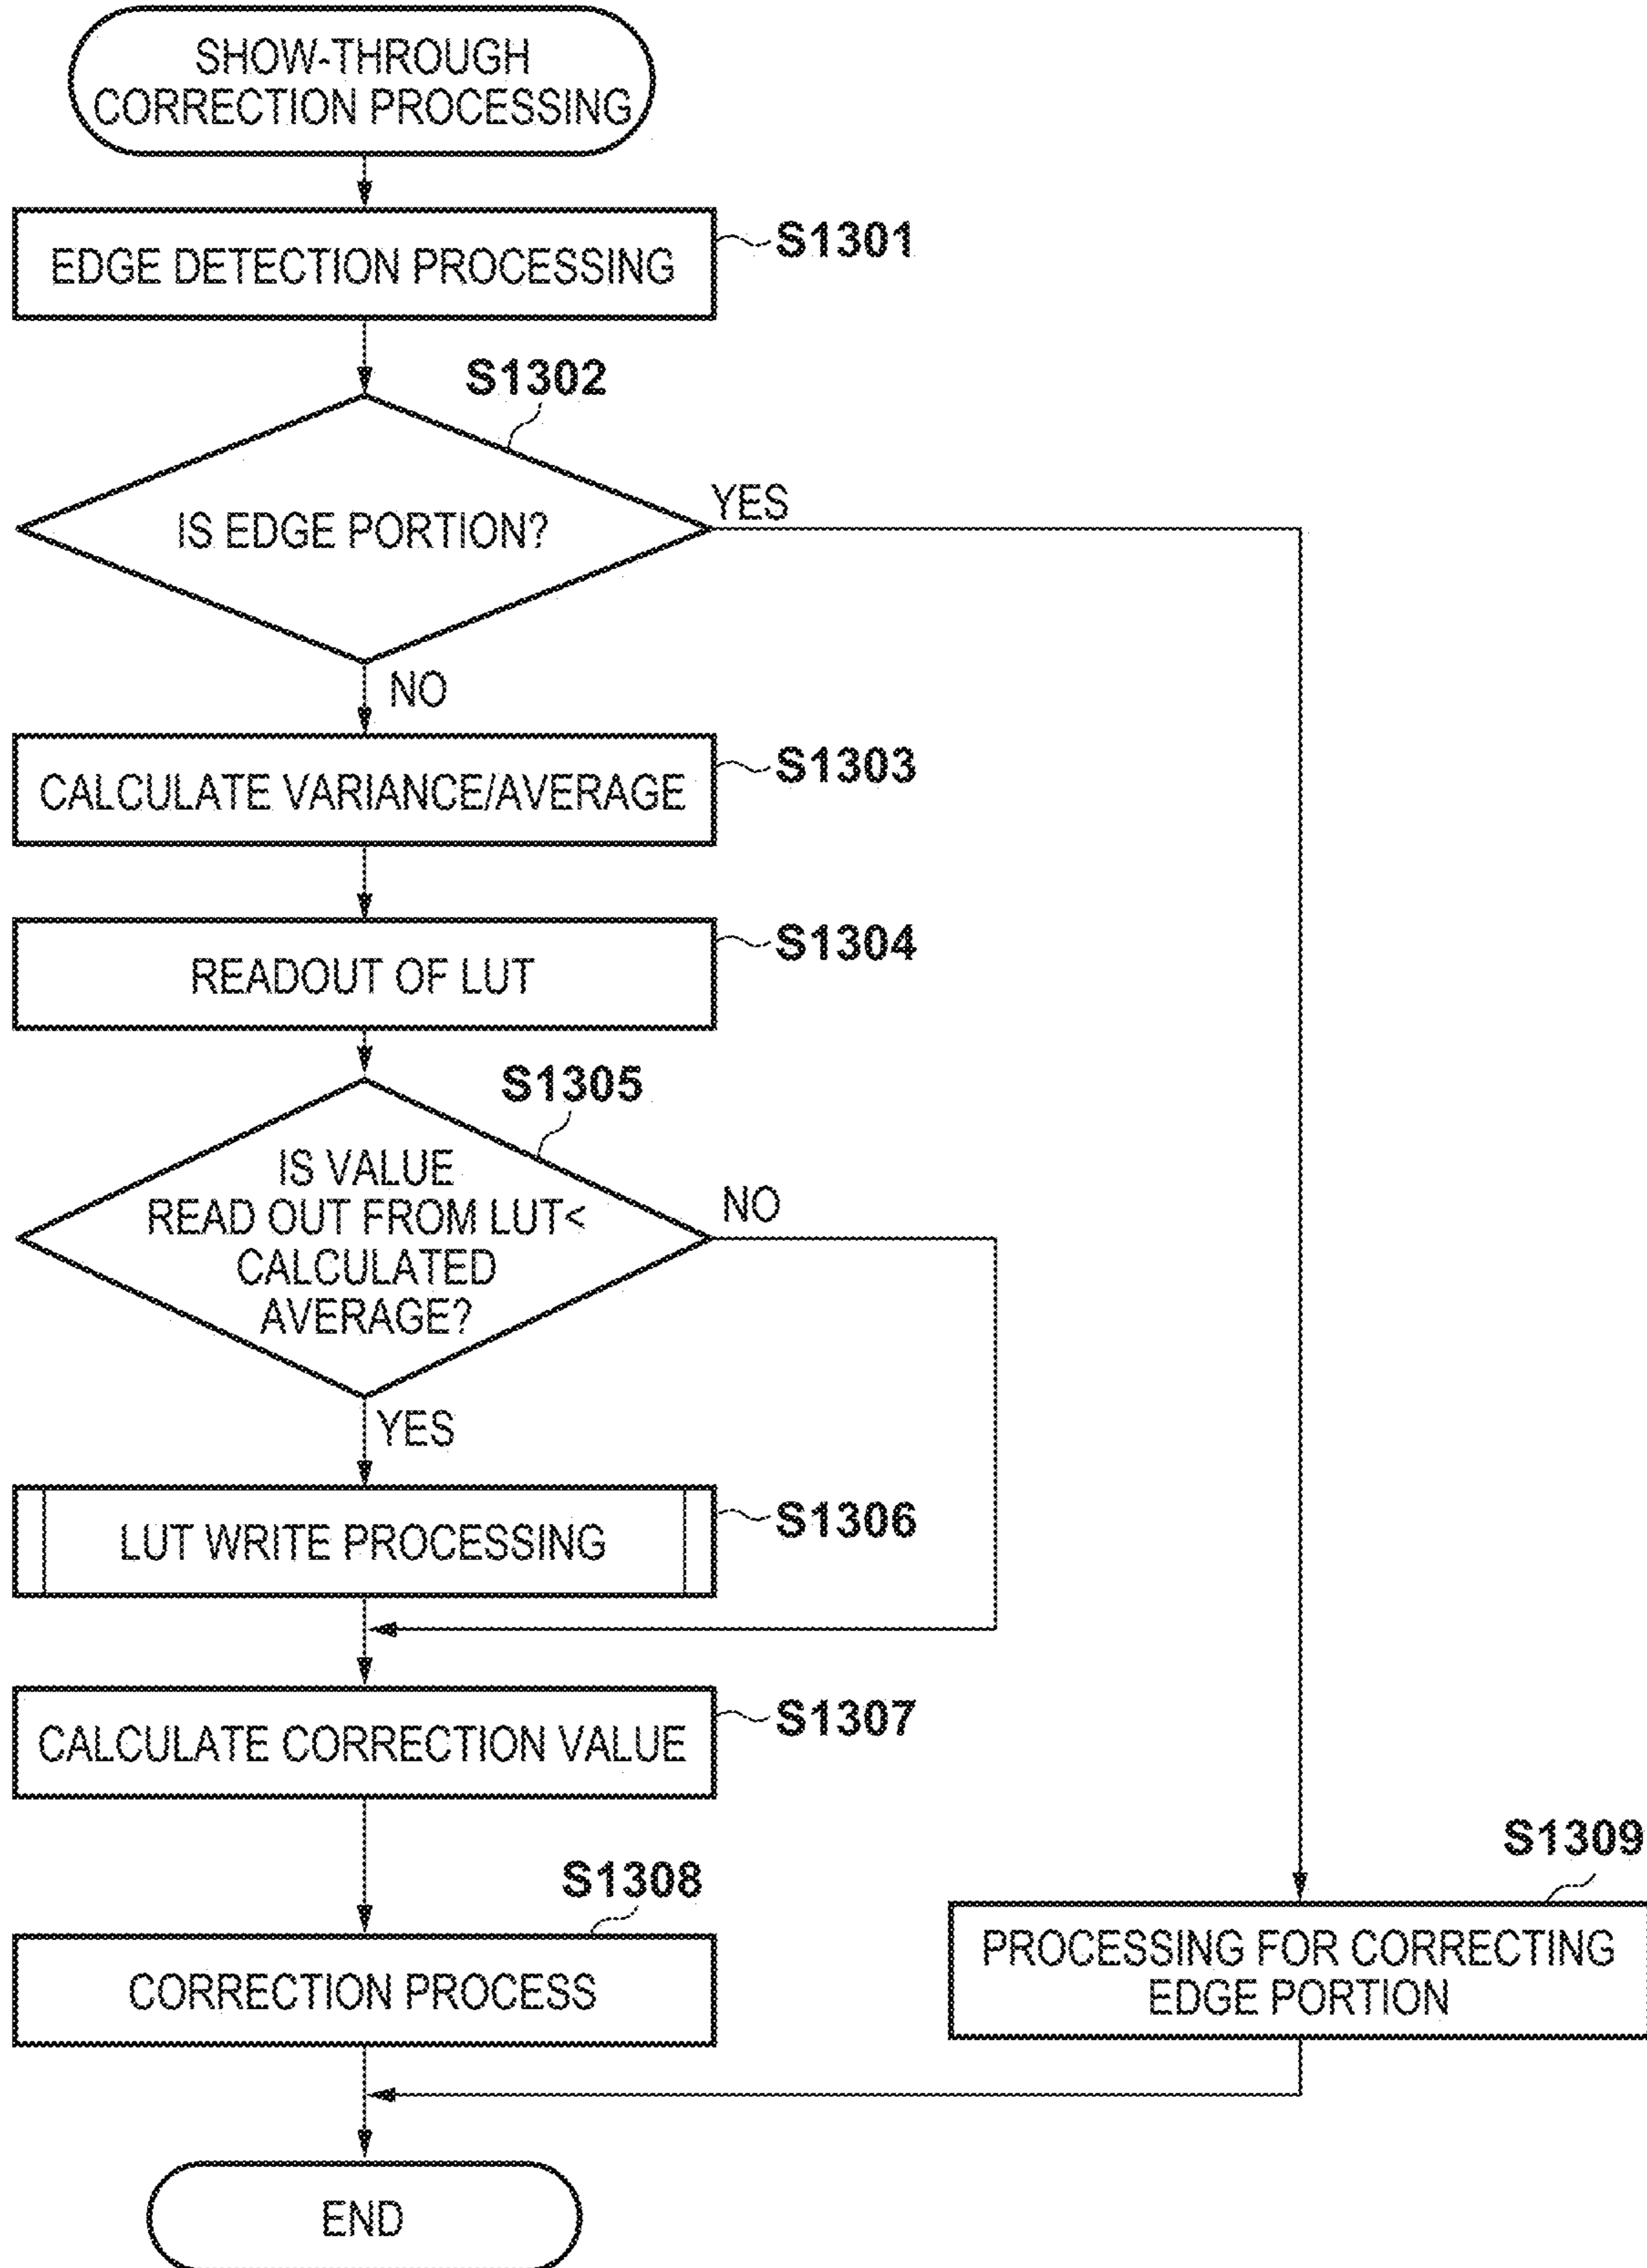 SHOW-THROUGH
CORRECTION PROCESSING
EDGE DETECTION PROCESSING
S1301
S1302
IS EDGE PORTION?
YES
NO
CALCULATE VARIANCE/AVERAGE
S1303
READOUT OF LUT
S1304
S1305
IS VALUE
READ OUT FROM LUT<
CALCULATED
AVERAGE?
NO
YES
LUT WRITE PROCESSING
S1306
CALCULATE CORRECTION VALUE
S1307
S1308
CORRECTION PROCESS
S1309
PROCESSING FOR CORRECTING
EDGE PORTION
END